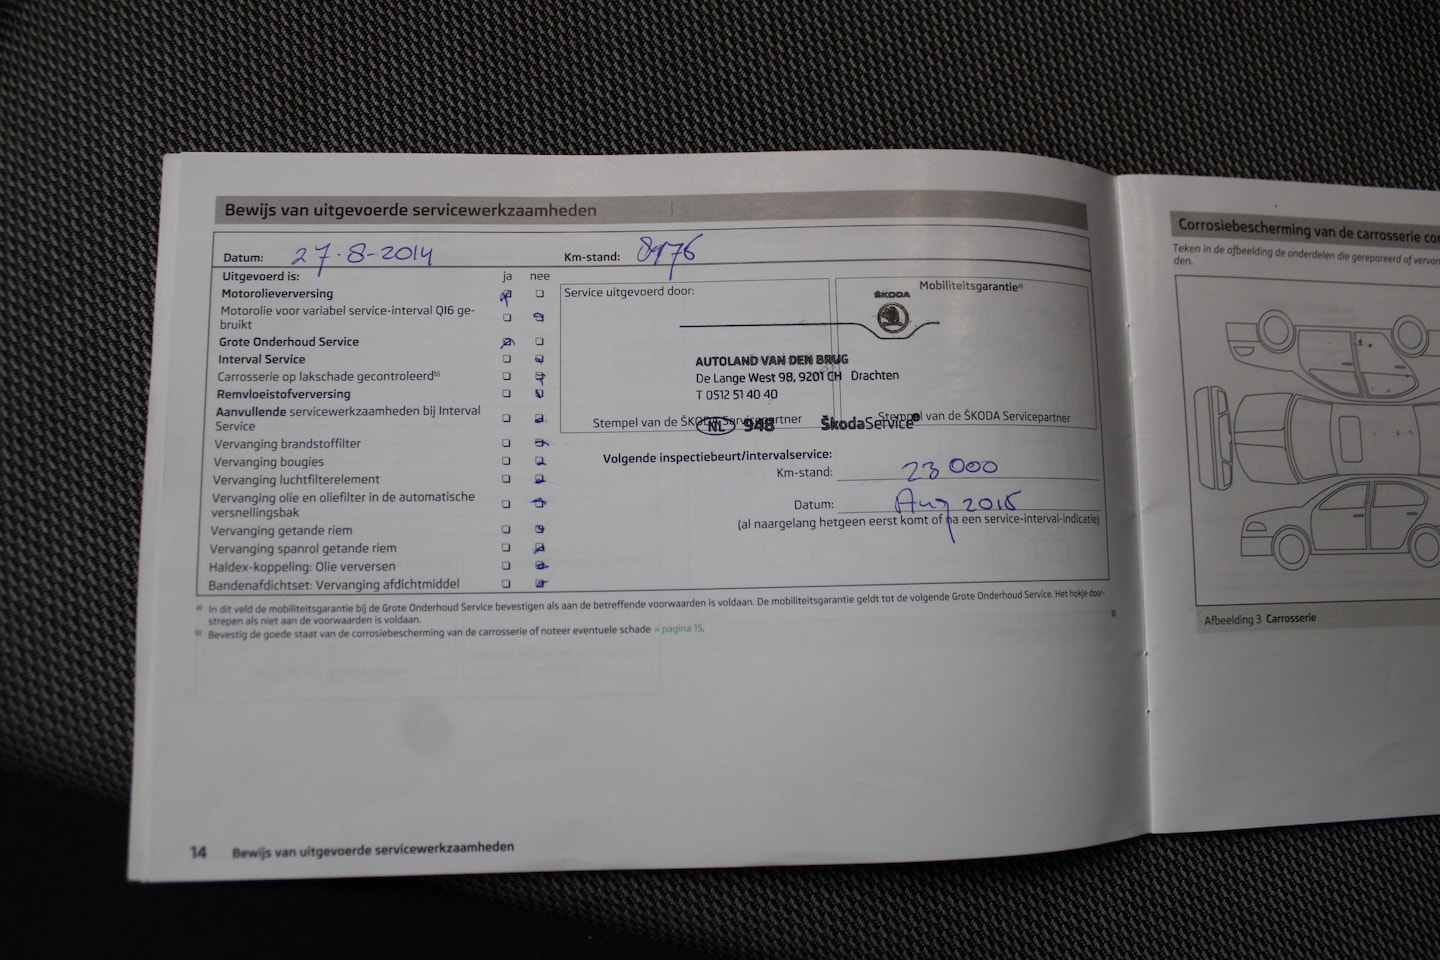 Bewijs van uitgevoerde servicewerkzaamheden
Datum: 27-8-2014 Km-stand: 8976
Uitgevoerd is: ja nee
Motorolieverversing
Motorolie voor variabel service-interval QI6 ge-
bruikt
Grote Onderhoud Service
Interval Service
Carrosserie op lakschade gecontroleerd b)
Remvloeistofverversing
Aanvullende servicewerkzaamheden bij Interval
Service
Vervanging brandstoffilter
Vervanging bougies
Vervanging luchtfilterelement
Vervanging olie en oliefilter in de automatische
versnellingsbak
Vervanging getande riem
Vervanging spanrol getande riem
Haldex-koppeling: Olie verversen
Bandenafdichtset: Vervanging afdichtmiddel
Service uitgevoerd door:
Mobiliteitsgarantie a)
ŠKODA
AUTOLAND VAN DEN BRUG
De Lange West 98, 9201 CH Drachten
T 0512 51 40 40
Stempel van de ŠKODA Servicepartner
Stempel van de ŠKODA Servicepartner
NL 948 ŠkodaService
Volgende inspectiebeurt/intervalservice:
Km-stand: 23 000
Datum: Aug 2015
(al naargelang hetgeen eerst komt of na een service-interval-indicatie)
a) In dit veld de mobiliteitsgarantie bij de Grote Onderhoud Service bevestigen als aan de betreffende voorwaarden is voldaan. De mobiliteitsgarantie geldt tot de volgende Grote Onderhoud Service. Het hokje door-
strepen als niet aan de voorwaarden is voldaan.
b) Bevestig de goede staat van de corrosiebescherming van de carrosserie of noteer eventuele schade » pagina 15.
14 Bewijs van uitgevoerde servicewerkzaamheden
Corrosiebescherming van de carrosserie
Teken in de afbeelding de onderdelen die gerepareerd of
den.
Afbeelding 3 Carrosserie